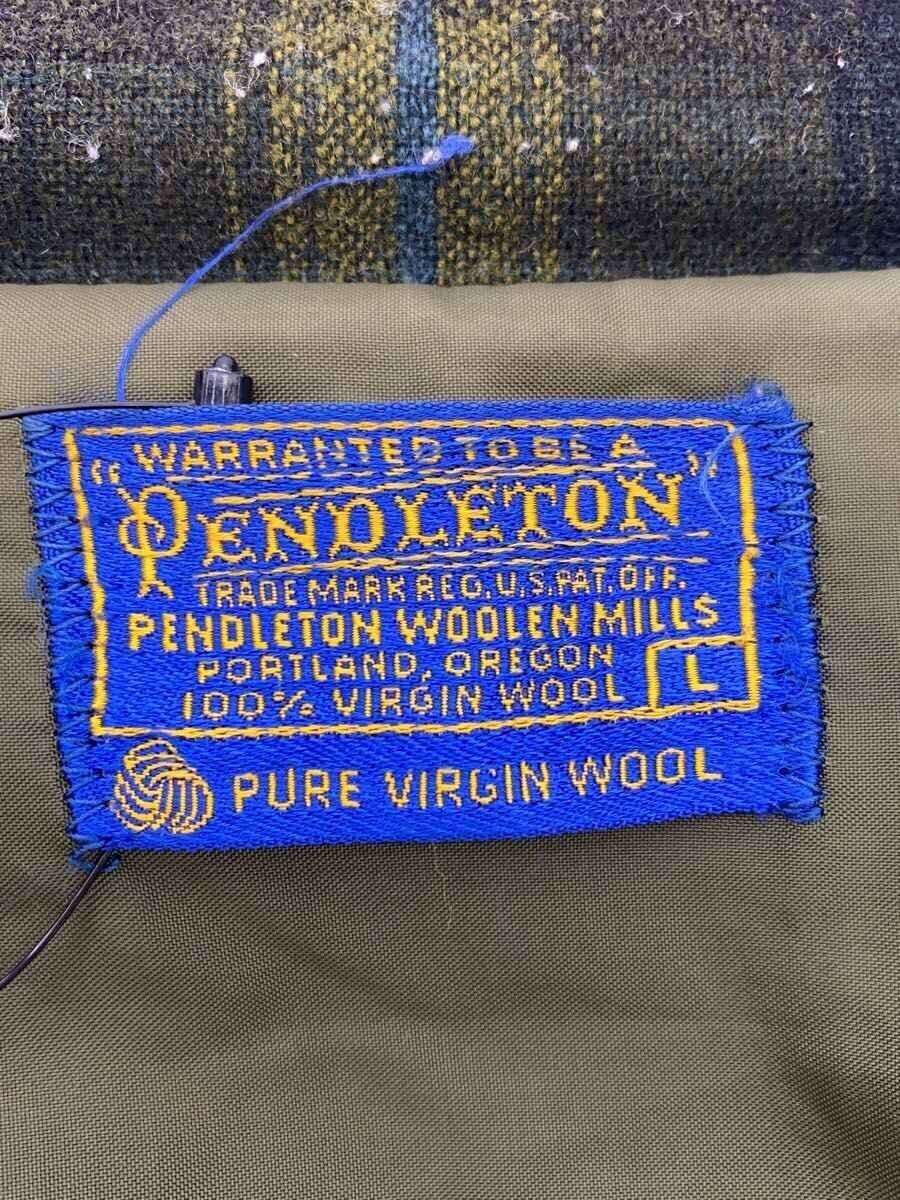 "WARRANTED TO BE A
PENDLETON"
TRADE MARK REG. U.S. PAT. OFF.
PENDLETON WOOLEN MILLS
PORTLAND, OREGON
100% VIRGIN WOOL
L
PURE VIRGIN WOOL